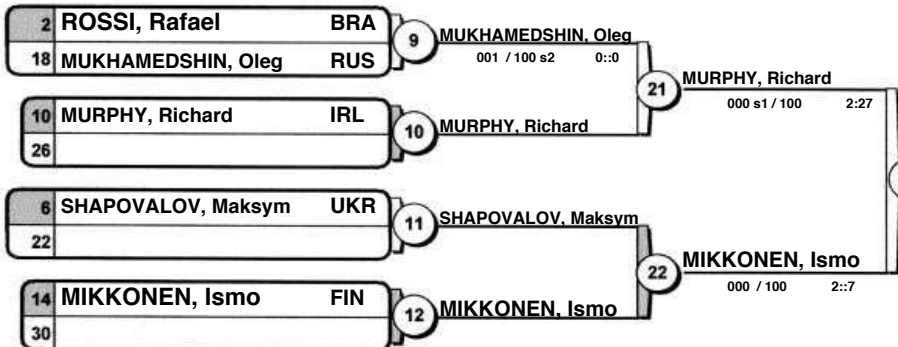 2 ROSSI, Rafael BRA
18 MUKHAMEDSHIN, Oleg RUS
9 MUKHAMEDSHIN, Oleg
001 / 100 s2 0::0
10 MURPHY, Richard IRL
26
10 MURPHY, Richard
21 MURPHY, Richard
000 s1 / 100 2:27
6 SHAPOVALOV, Maksym UKR
22
11 SHAPOVALOV, Maksym
14 MIKKONEN, Ismo FIN
30
12 MIKKONEN, Ismo
22 MIKKONEN, Ismo
000 / 100 2::7